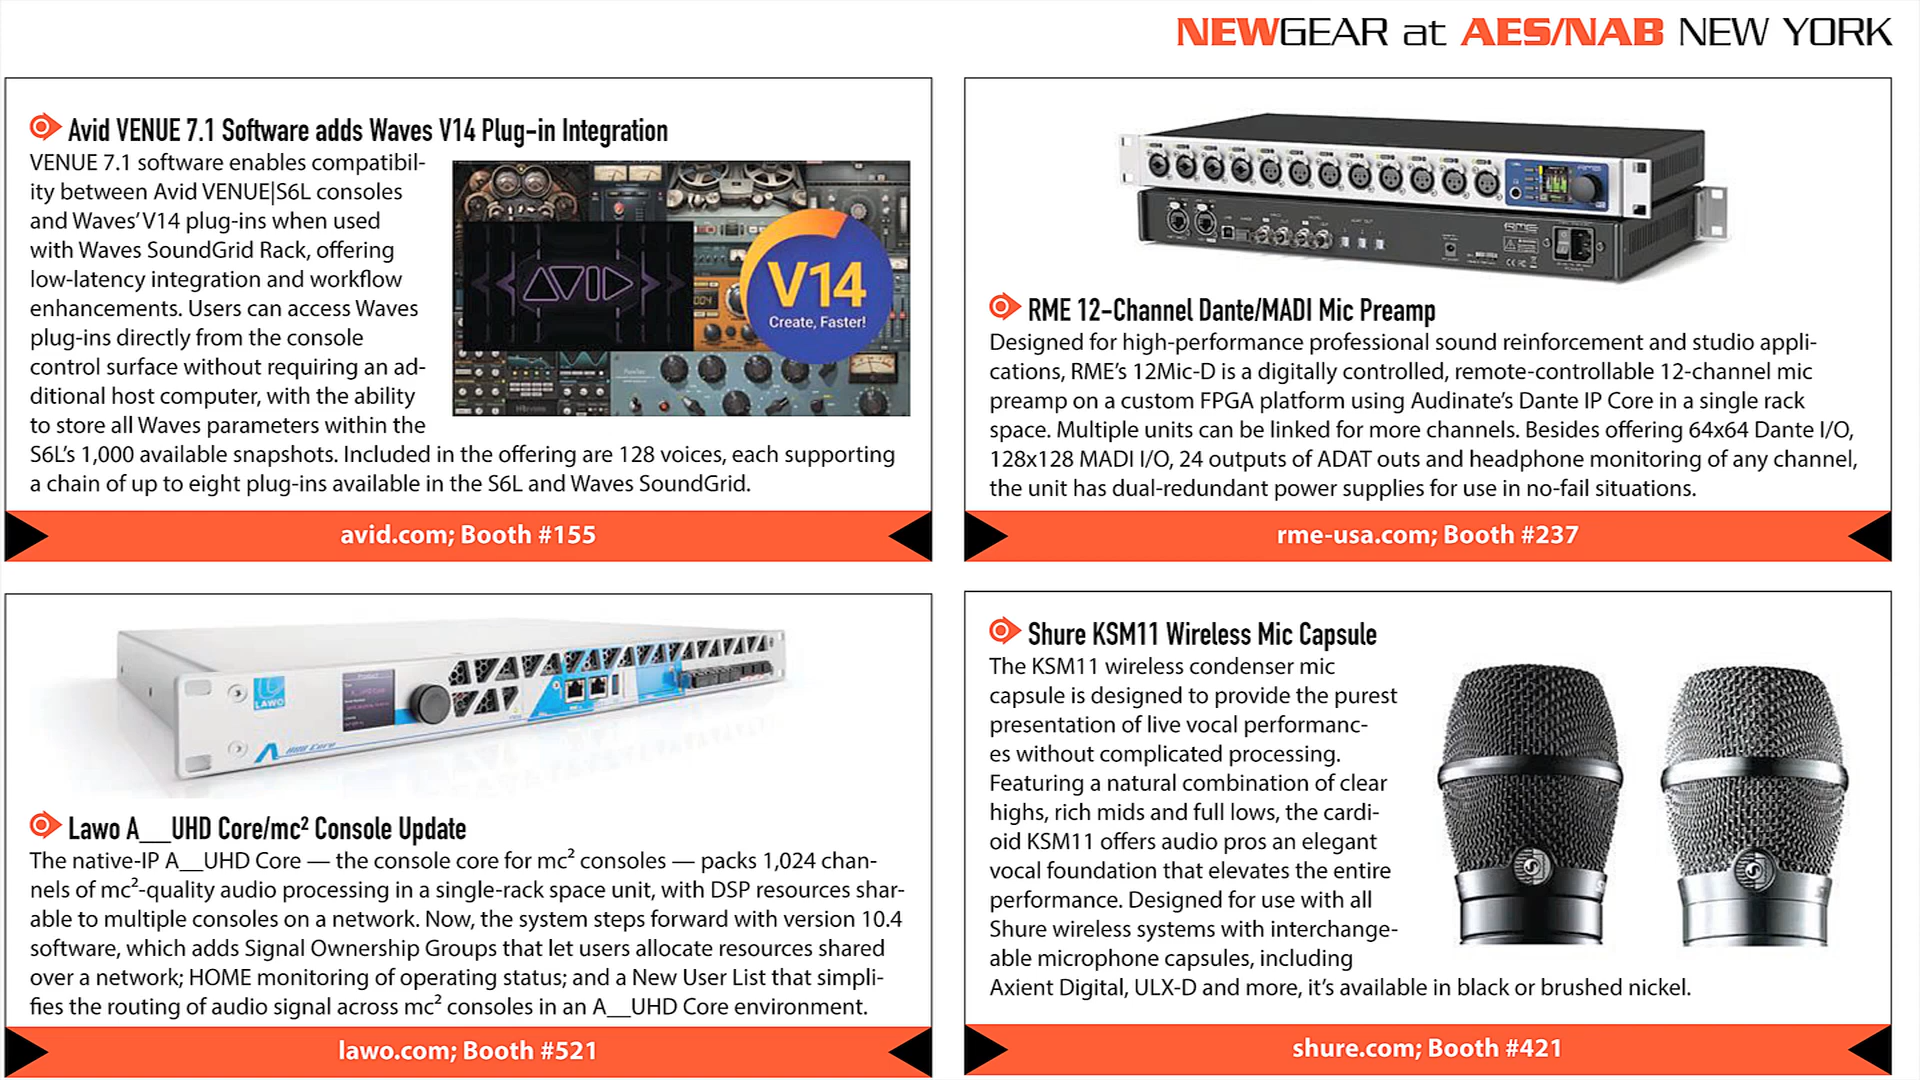 NEWGEAR at AES/NAB NEW YORK
Avid VENUE 7.1 Software adds Waves V14 Plug-in Integration
VENUE 7.1 software enables compatibil-
ity between Avid VENUE|S6L consoles
and Waves' V14 plug-ins when used
with Waves SoundGrid Rack, offering
low-latency integration and workflow
enhancements. Users can access Waves
plug-ins directly from the console
control surface without requiring an ad-
ditional host computer, with the ability
to store all Waves parameters within the
S6L's 1,000 available snapshots. Included in the offering are 128 voices, each supporting
a chain of up to eight plug-ins available in the S6L and Waves SoundGrid.
AVID
V14
Create, Faster!
avid.com; Booth #155
RME
RME 12-Channel Dante/MADI Mic Preamp
Designed for high-performance professional sound reinforcement and studio appli-
cations, RME's 12Mic-D is a digitally controlled, remote-controllable 12-channel mic
preamp on a custom FPGA platform using Audinate's Dante IP Core in a single rack
space. Multiple units can be linked for more channels. Besides offering 64x64 Dante I/O,
128x128 MADI I/O, 24 outputs of ADAT outs and headphone monitoring of any channel,
the unit has dual-redundant power supplies for use in no-fail situations.
rme-usa.com; Booth #237
LAWO
Product
A__UHD Core
Lawo A__UHD Core/mc² Console Update
The native-IP A__UHD Core — the console core for mc² consoles — packs 1,024 chan-
nels of mc²-quality audio processing in a single-rack space unit, with DSP resources shar-
able to multiple consoles on a network. Now, the system steps forward with version 10.4
software, which adds Signal Ownership Groups that let users allocate resources shared
over a network; HOME monitoring of operating status; and a New User List that simpli-
fies the routing of audio signal across mc² consoles in an A__UHD Core environment.
lawo.com; Booth #521
Shure KSM11 Wireless Mic Capsule
The KSM11 wireless condenser mic
capsule is designed to provide the purest
presentation of live vocal performanc-
es without complicated processing.
Featuring a natural combination of clear
highs, rich mids and full lows, the cardi-
oid KSM11 offers audio pros an elegant
vocal foundation that elevates the entire
performance. Designed for use with all
Shure wireless systems with interchange-
able microphone capsules, including
Axient Digital, ULX-D and more, it's available in black or brushed nickel.
shure.com; Booth #421